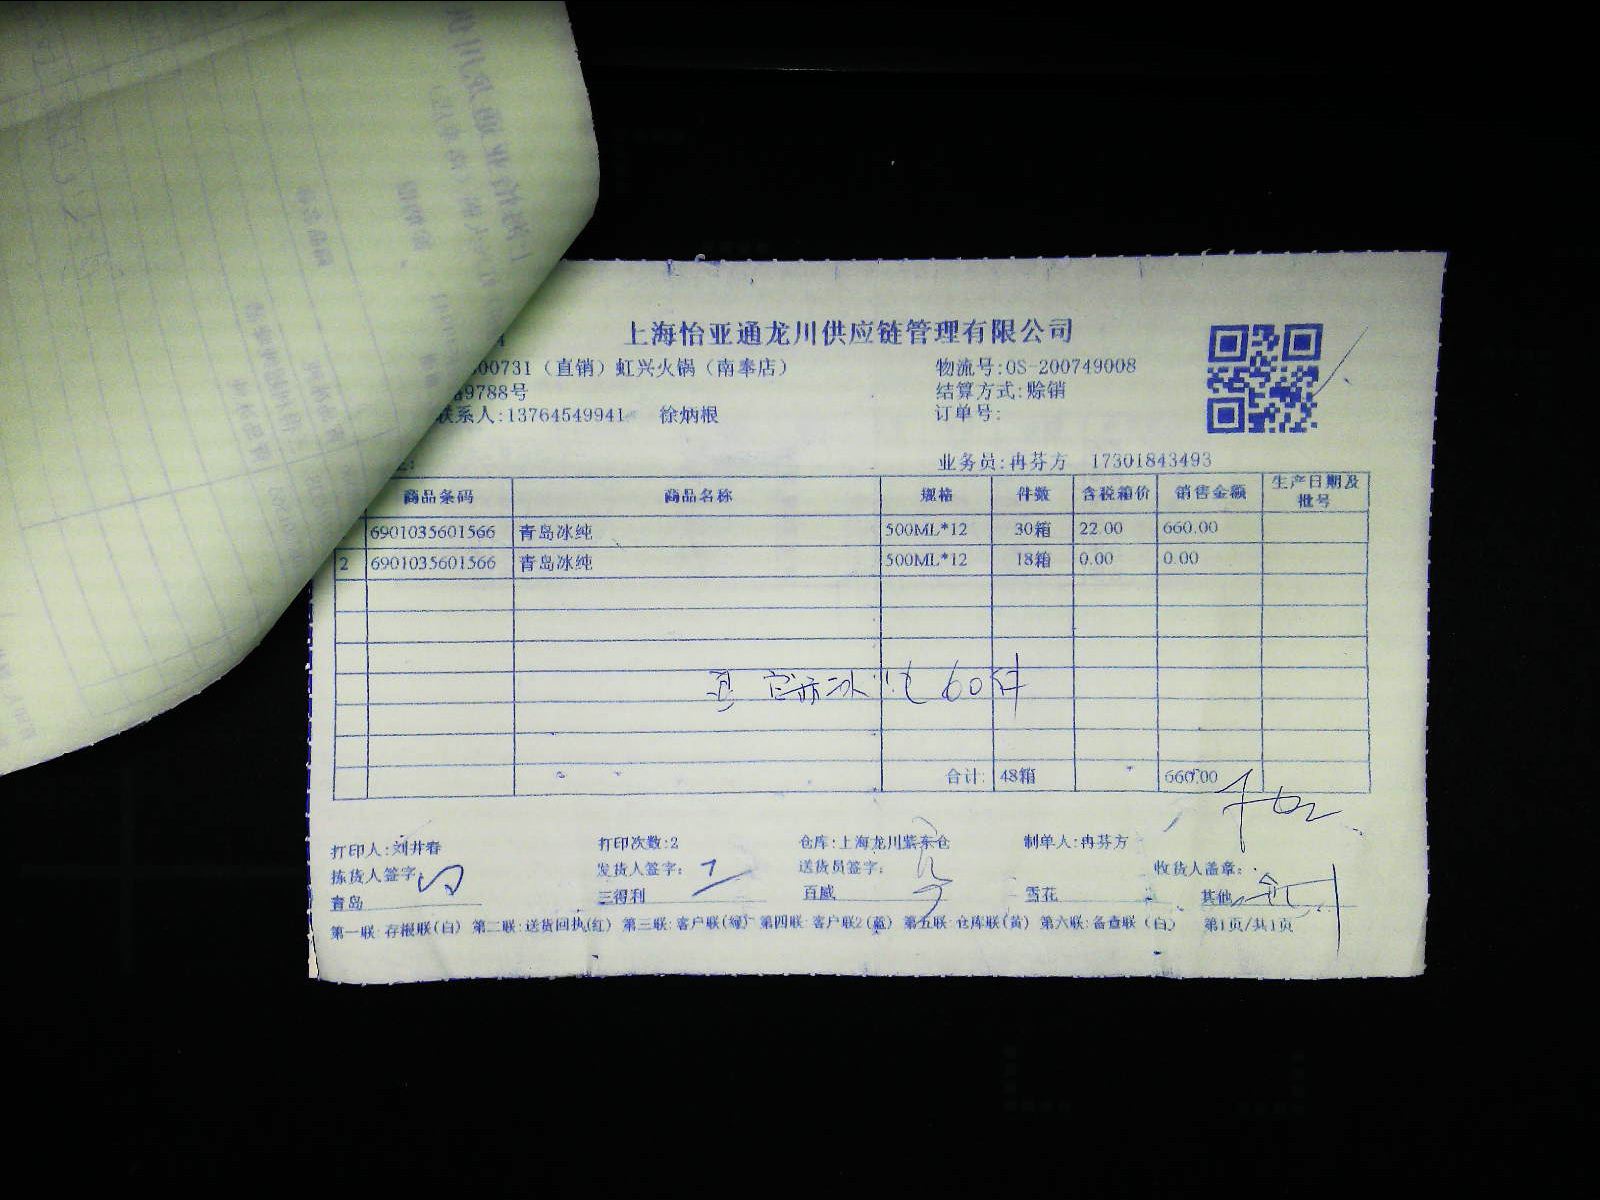 上海怡亚通龙川供应链管理有限公司
00731（直销）虹兴火锅（南奉店） 物流号:OS-200749008
9788号 结算方式:赊销
联系人:13764549941 徐炳根 订单号:
业务员:冉芬方 17301843493
商品条码 商品名称 规格 件数 含税箱价 销售金额 生产日期及批号
6901035601566 青岛冰纯 500ML*12 30箱 22.00 660.00
2 6901035601566 青岛冰纯 500ML*12 18箱 0.00 0.00
60件
合计: 48箱 660.00
打印人:刘井春 打印次数:2 仓库:上海龙川紫东仓 制单人:冉芬方
拣货人签字: 发货人签字: 送货员签字: 收货人盖章:
青岛 三得利 百威 雪花 其他
第一联:存根联(白) 第二联:送货回执(红) 第三联:客户联(绿) 第四联:客户联2(蓝) 第五联:仓库联(黄) 第六联:备查联（白） 第1页/共1页